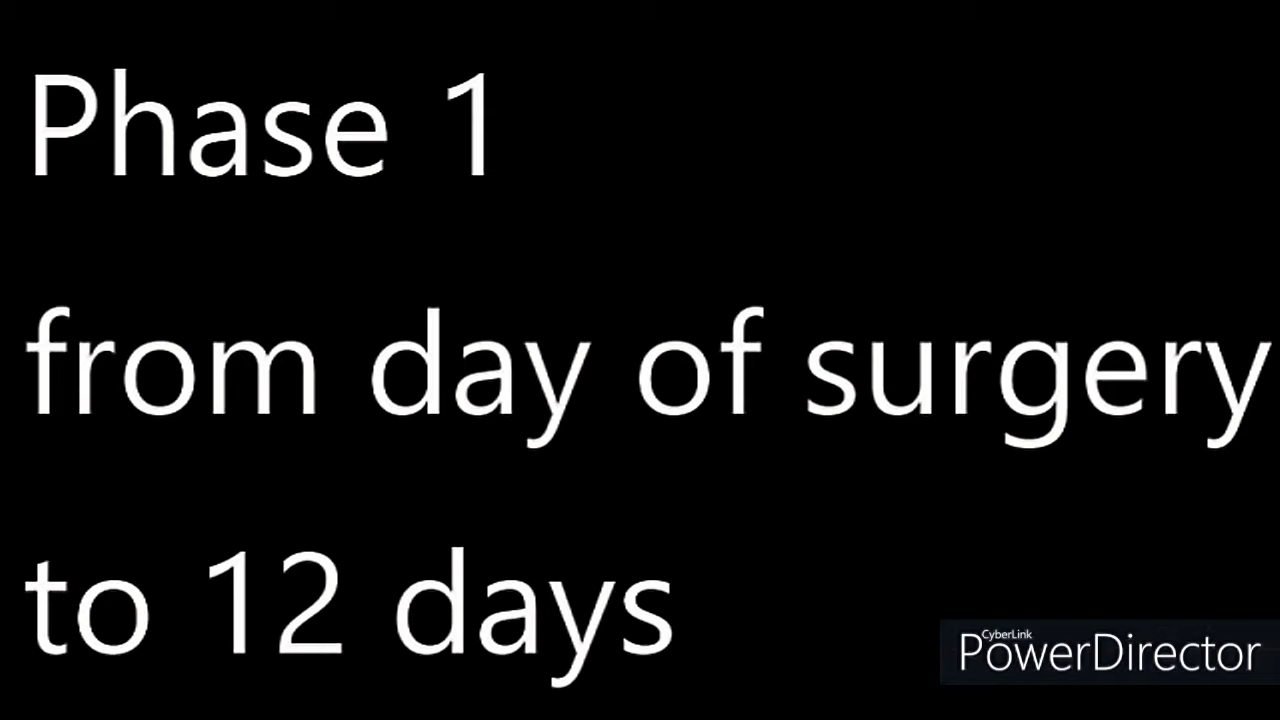 Phase 1
from day of surgery
to 12 days
CyberLink
PowerDirector